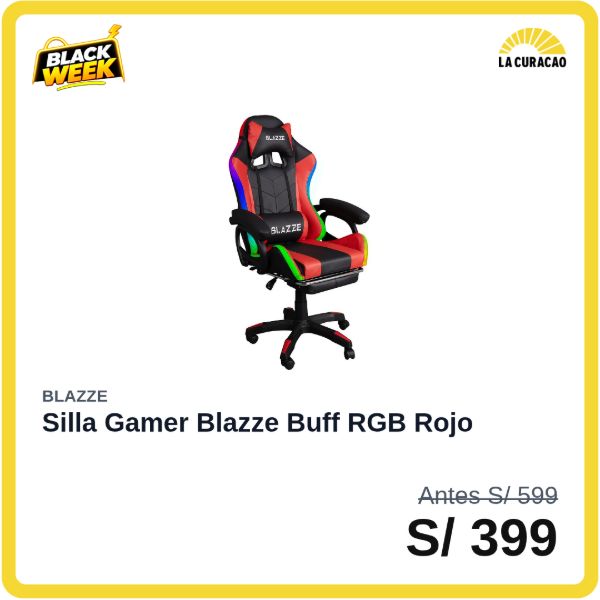 BLACK
WEEK
LA CURACAO
BLAZZE
BLAZZE
BLAZZE
Silla Gamer Blazze Buff RGB Rojo
Antes S/ 599
S/ 399